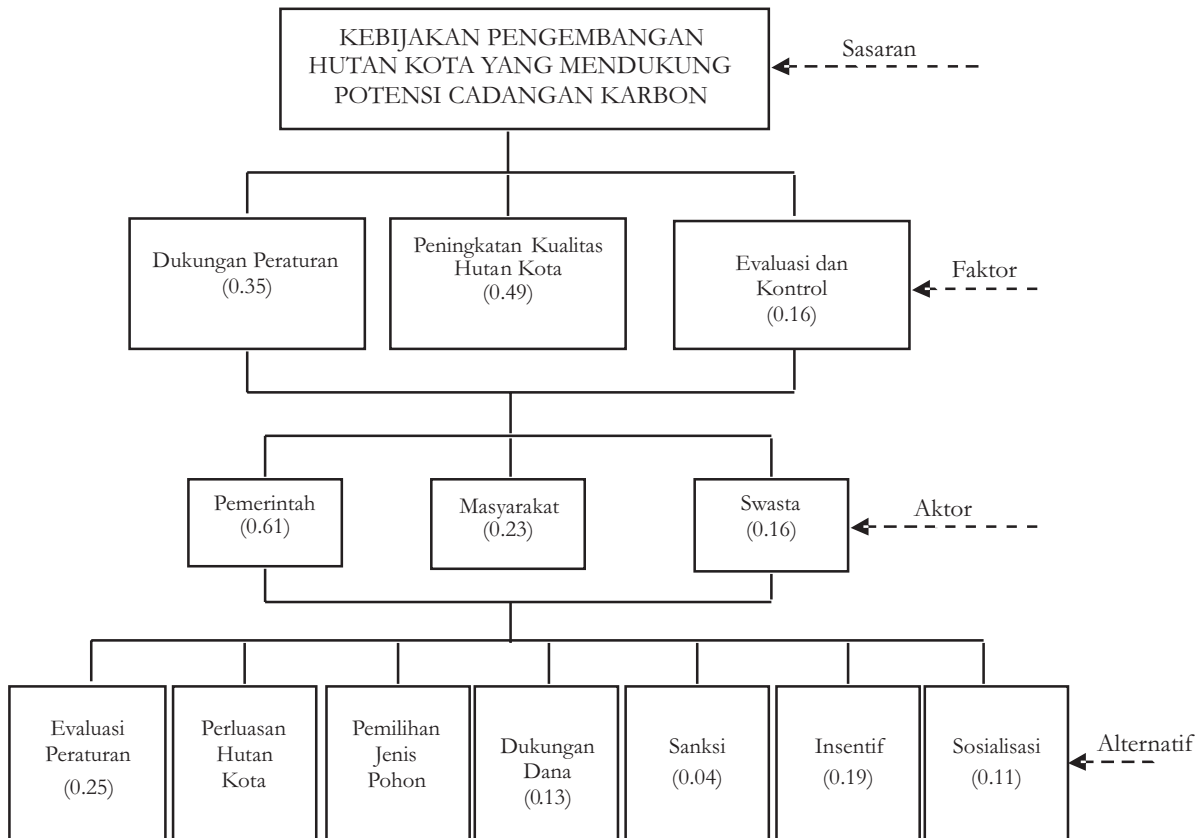 KEBIJAKAN PENGEMBANGAN
HUTAN KOTA YANG MENDUKUNG
POTENSI CADANGAN KARBON
Sasaran
Dukungan Peraturan
(0.35)
Peningkatan Kualitas
Hutan Kota
(0.49)
Evaluasi dan
Kontrol
(0.16)
Faktor
Pemerintah
(0.61)
Masyarakat
(0.23)
Swasta
(0.16)
Aktor
Evaluasi
Peraturan
(0.25)
Perluasan
Hutan
Kota
Pemilihan
Jenis
Pohon
Dukungan
Dana
(0.13)
Sanksi
(0.04)
Insentif
(0.19)
Sosialisasi
(0.11)
Alternatif